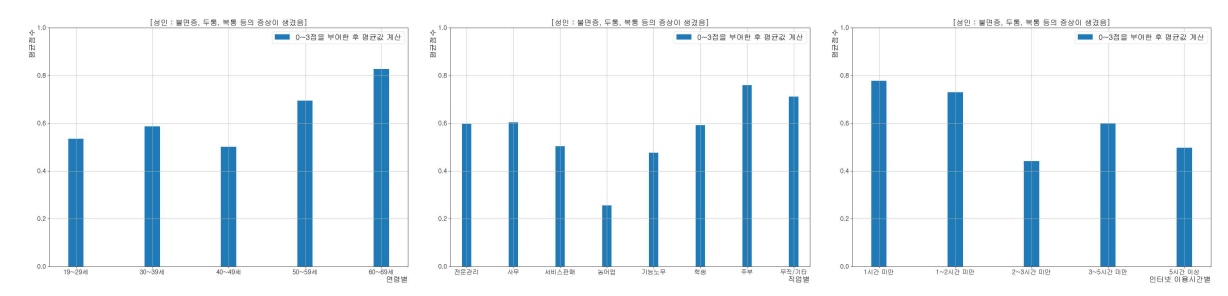 [성인 : 불면증, 두통, 복통 등의 증상이 생겼음]
평균점수
1.0
0~3점을 부여한 후 평균값 계산
0.8
0.6
0.4
0.2
0.0
19~29세
30~39세
40~49세
50~59세
60~69세
연령별
[성인 : 불면증, 두통, 복통 등의 증상이 생겼음]
평균점수
1.0
0~3점을 부여한 후 평균값 계산
0.8
0.6
0.4
0.2
0.0
전문관리
사무
서비스판매
농어업
기능노무
학생
주부
무직/기타
직업별
[성인 : 불면증, 두통, 복통 등의 증상이 생겼음]
평균점수
1.0
0~3점을 부여한 후 평균값 계산
0.8
0.6
0.4
0.2
0.0
1시간 미만
1~2시간 미만
2~3시간 미만
3~5시간 미만
5시간 이상
인터넷 이용시간별